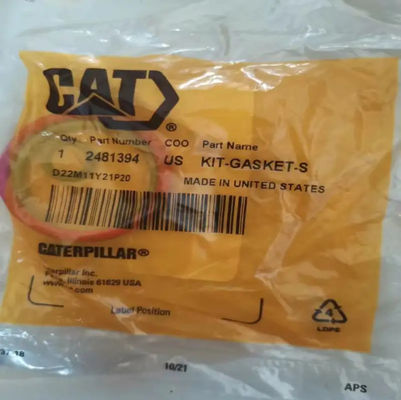 CAT
®
Qty Part Number COO Part Name
1 2481394 US KIT-GASKET-S
D22M11Y21P20
MADE IN UNITED STATES
CATERPILLAR®
Inc.
Illinois 61629 USA
Label Position
4
LDPE
10/21
APS